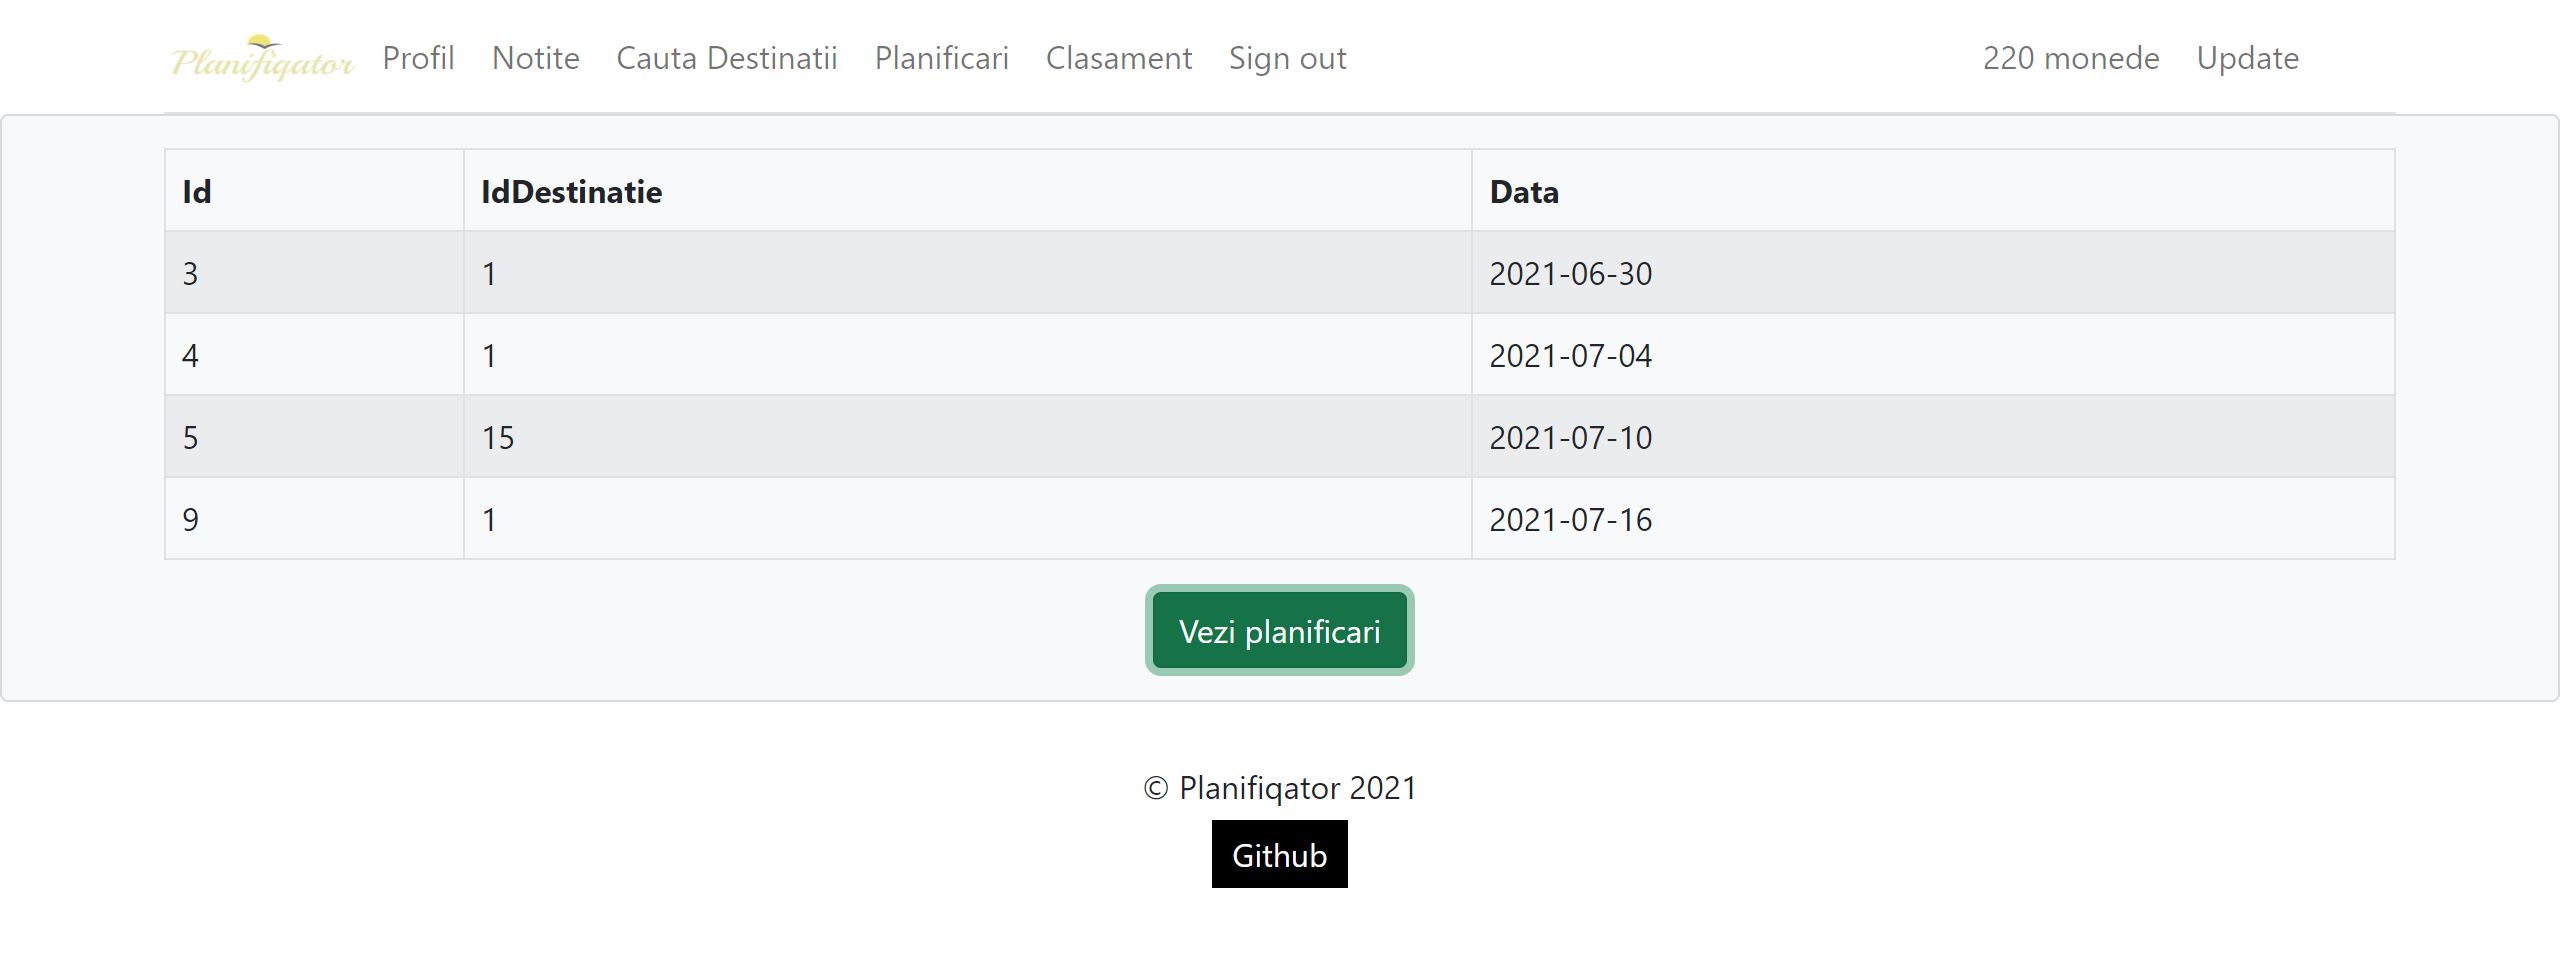 Planifiqator Profil Notite Cauta Destinatii Planificari Clasament Sign out 220 monede Update
Id IdDestinatie Data
3 1 2021-06-30
4 1 2021-07-04
5 15 2021-07-10
9 1 2021-07-16
Vezi planificari
© Planifiqator 2021
Github